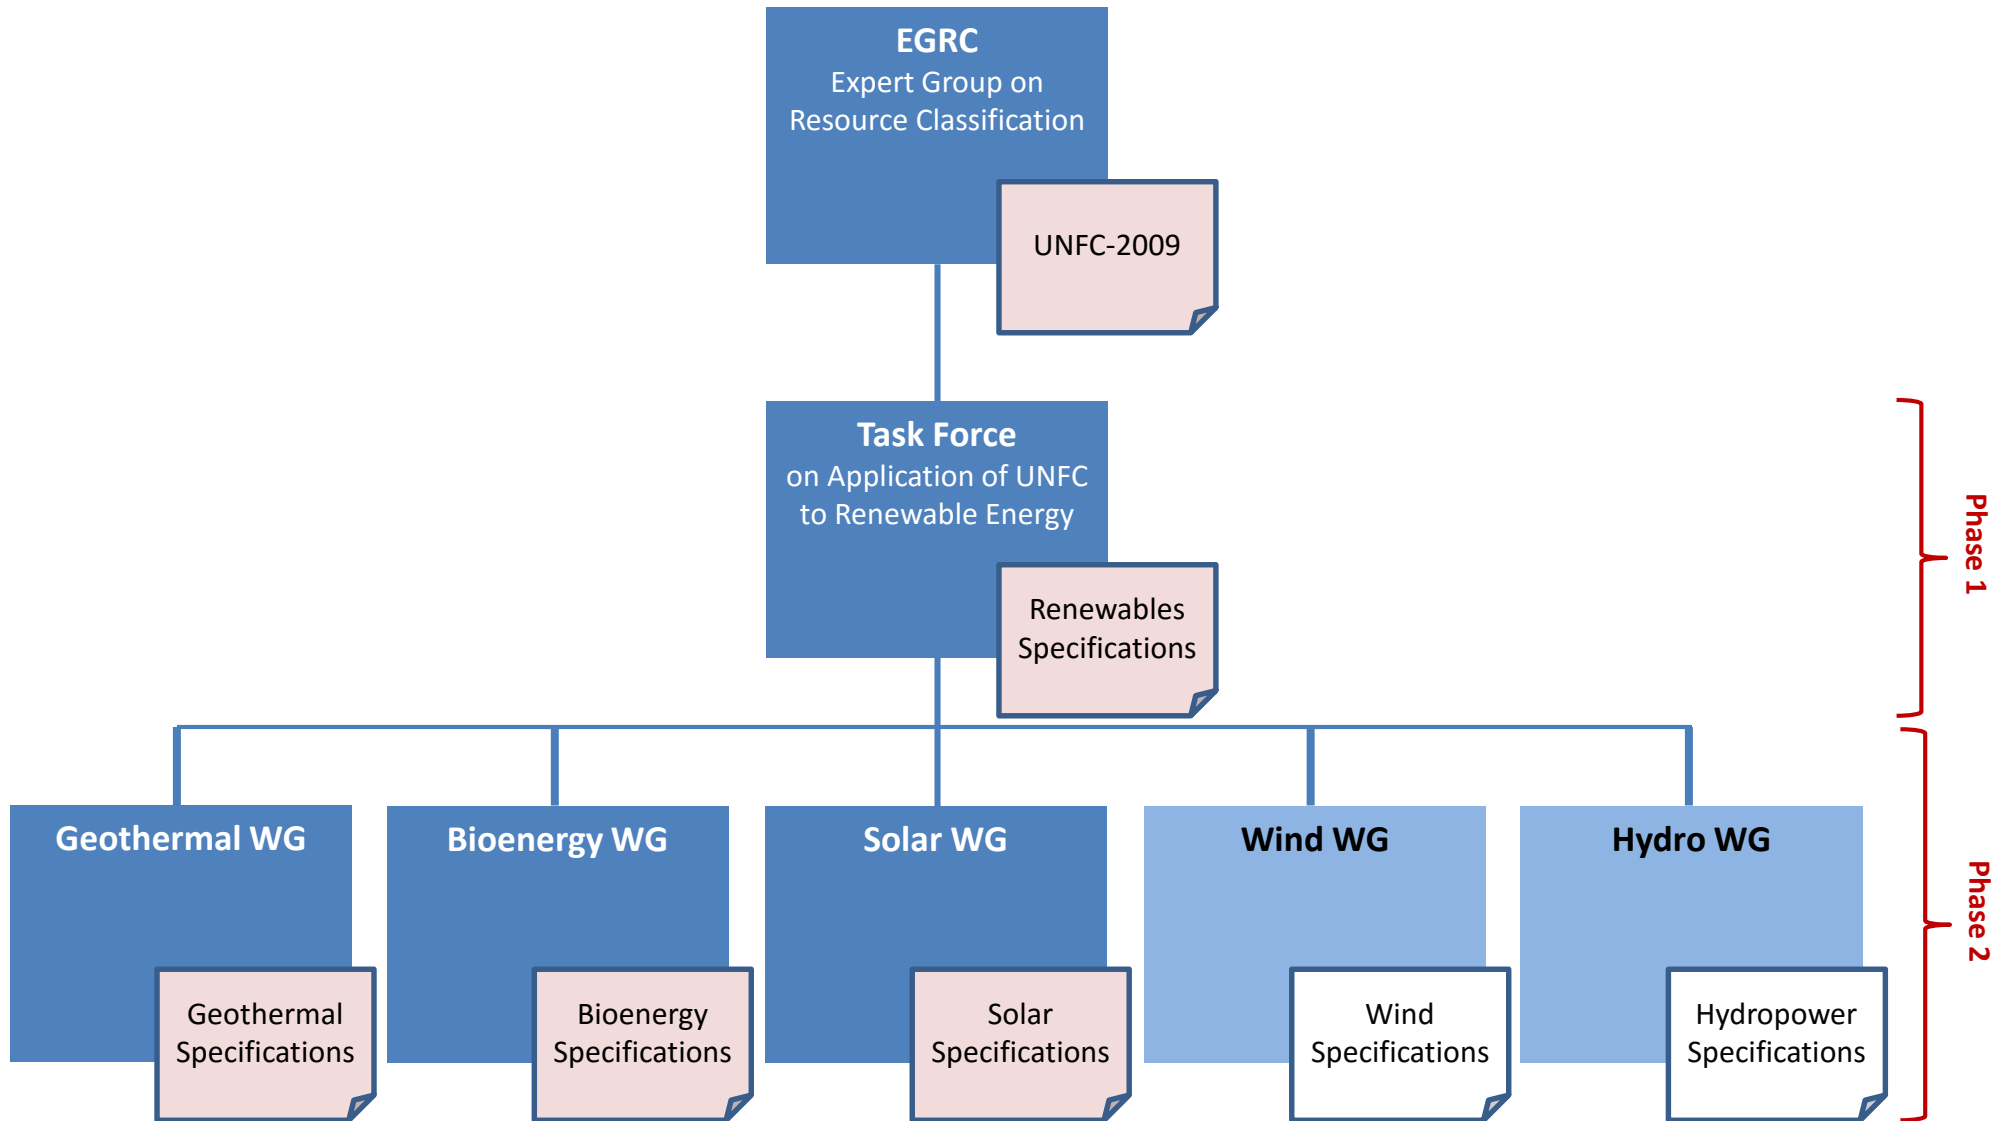 EGRC
Expert Group on
Resource Classification
UNFC-2009
Task Force
on Application of UNFC
to Renewable Energy
Renewables
Specifications
Phase 1
Geothermal WG
Bioenergy WG
Solar WG
Wind WG
Hydro WG
Geothermal
Specifications
Bioenergy
Specifications
Solar
Specifications
Wind
Specifications
Hydropower
Specifications
Phase 2